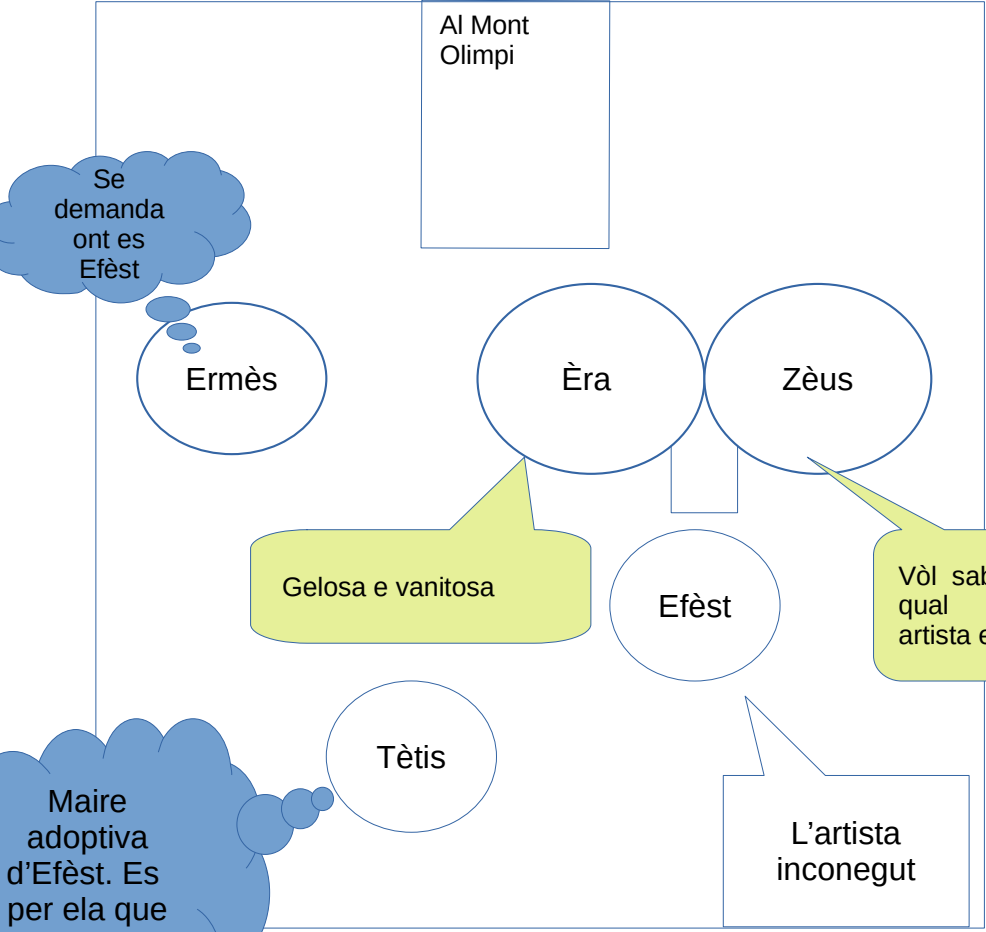 Al Mont
Olimpi
Se
demanda
ont es
Efèst
Ermès
Èra
Zèus
Gelosa e vanitosa
Efèst
Vòl
qual
artista
Tètis
Maire
adoptiva
d’Efèst. Es
per ela que
L’artista
inconegut